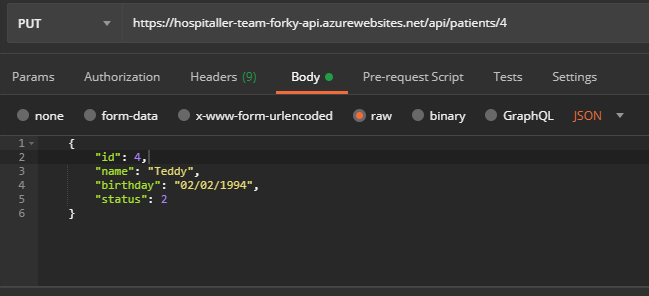 PUT https://hospitaller-team-forky-api.azurewebsites.net/api/patients/4
Params Authorization Headers (9) Body Pre-request Script Tests Settings
none form-data x-www-form-urlencoded raw binary GraphQL JSON
1 {
2 "id": 4,
3 "name": "Teddy",
4 "birthday": "02/02/1994",
5 "status": 2
6 }